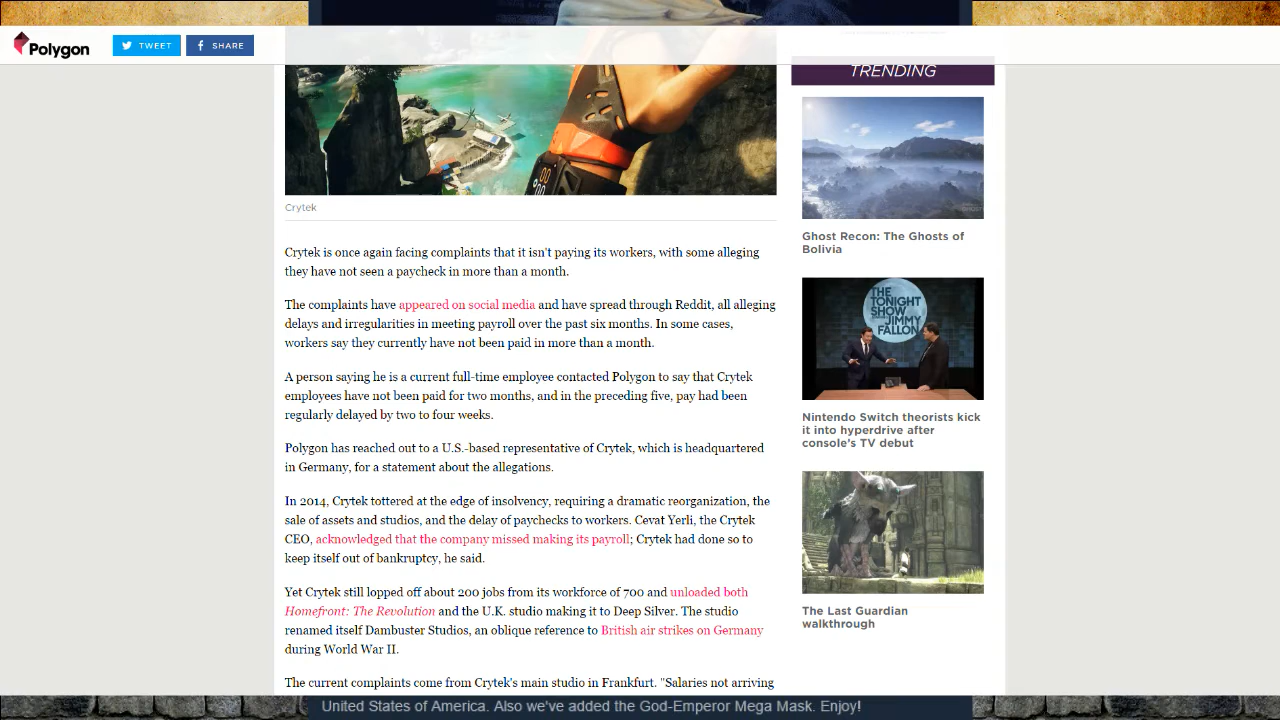 Polygon
TWEET
SHARE
Crytek
Crytek is once again facing complaints that it isn't paying its workers, with some alleging
they have not seen a paycheck in more than a month.
The complaints have appeared on social media and have spread through Reddit, all alleging
delays and irregularities in meeting payroll over the past six months. In some cases,
workers say they currently have not been paid in more than a month.
A person saying he is a current full-time employee contacted Polygon to say that Crytek
employees have not been paid for two months, and in the preceding five, pay had been
regularly delayed by two to four weeks.
Polygon has reached out to a U.S.-based representative of Crytek, which is headquartered
in Germany, for a statement about the allegations.
In 2014, Crytek tottered at the edge of insolvency, requiring a dramatic reorganization, the
sale of assets and studios, and the delay of paychecks to workers. Cevat Yerli, the Crytek
CEO, acknowledged that the company missed making its payroll; Crytek had done so to
keep itself out of bankruptcy, he said.
Yet Crytek still lopped off about 200 jobs from its workforce of 700 and unloaded both
Homefront: The Revolution and the U.K. studio making it to Deep Silver. The studio
renamed itself Dambuster Studios, an oblique reference to British air strikes on Germany
during World War II.
The current complaints come from Crytek's main studio in Frankfurt. "Salaries not arriving
TRENDING
Ghost Recon: The Ghosts of
Bolivia
THE
TONIGHT
SHOW
JIMMY
FALLON
Nintendo Switch theorists kick
it into hyperdrive after
console's TV debut
The Last Guardian
walkthrough
United States of America. Also we've added the God-Emperor Mega Mask. Enjoy!